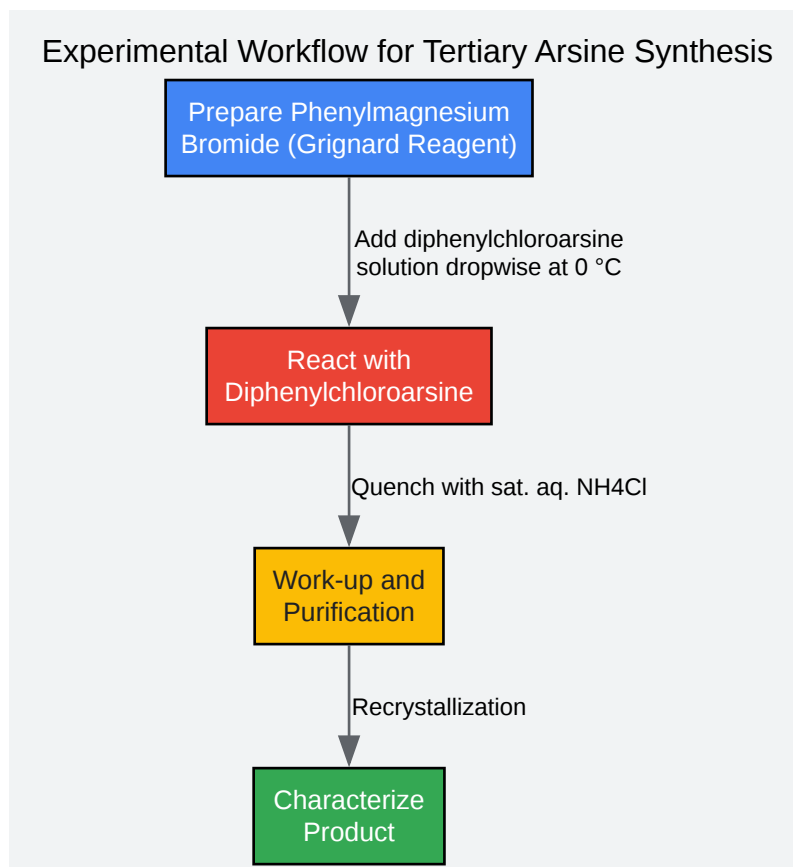 Experimental Workflow for Tertiary Arsine Synthesis
Prepare Phenylmagnesium
Bromide (Grignard Reagent)
Add diphenylchloroarsine
solution dropwise at 0 °C
React with
Diphenylchloroarsine
Quench with sat. aq. NH4Cl
Work-up and
Purification
Recrystallization
Characterize
Product